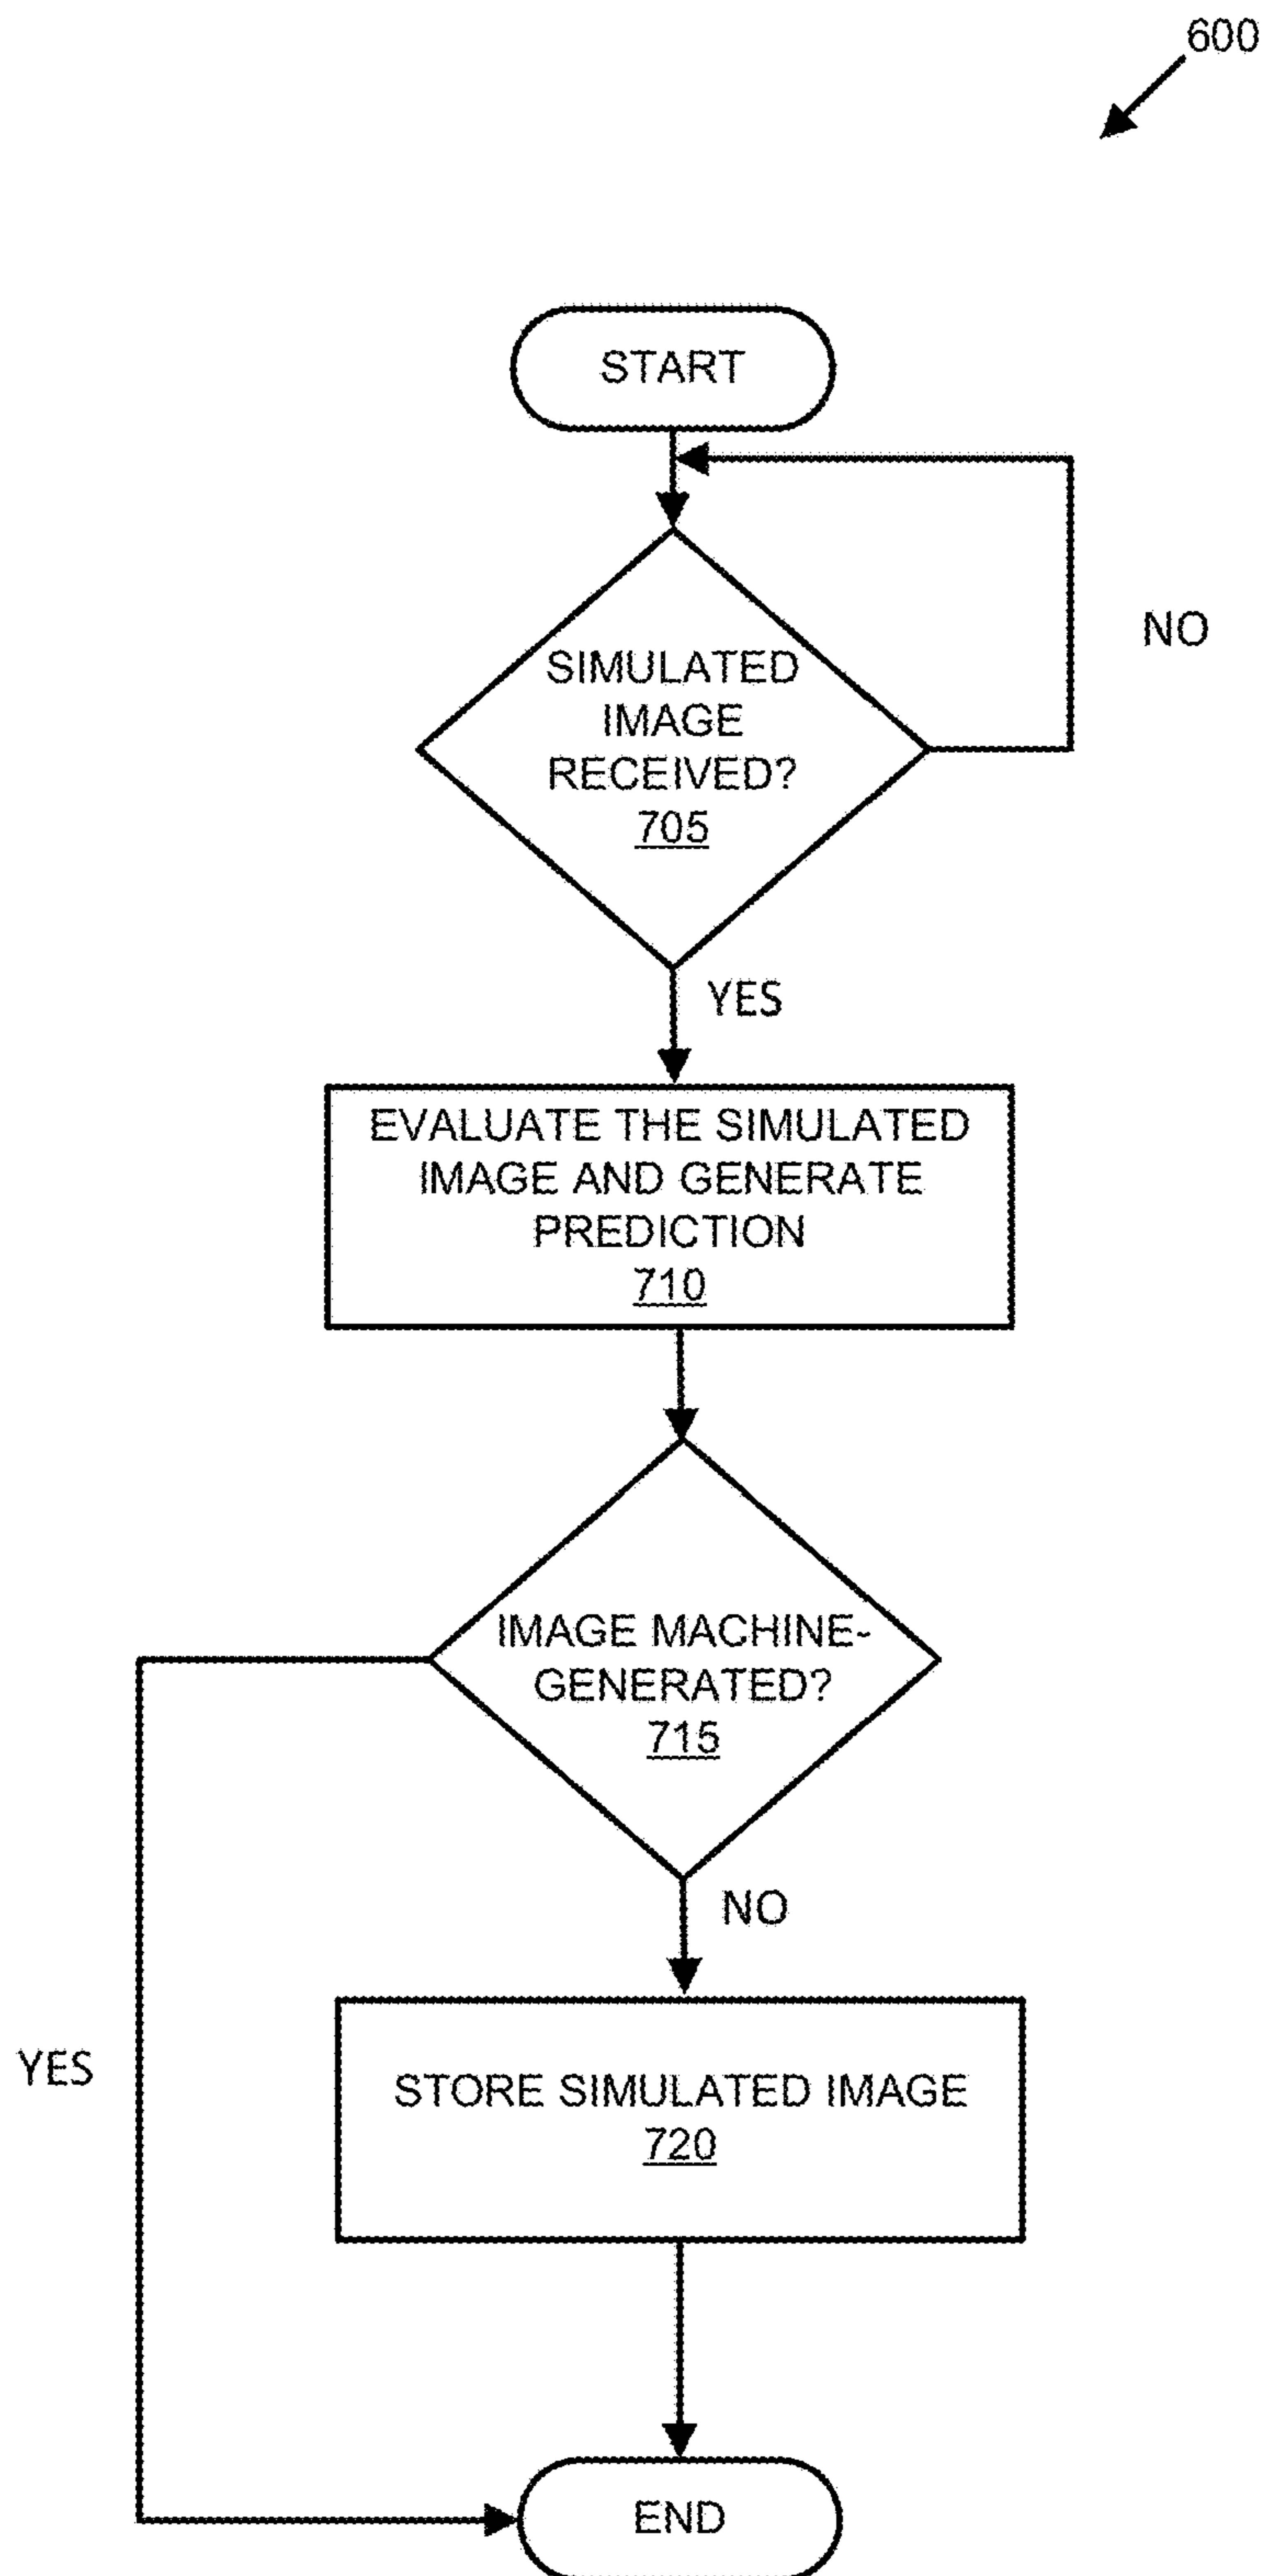 600
START
SIMULATED
IMAGE
RECEIVED?
705
NO
YES
EVALUATE THE SIMULATED
IMAGE AND GENERATE
PREDICTION
710
IMAGE MACHINE-
GENERATED?
715
NO
YES
STORE SIMULATED IMAGE
720
END